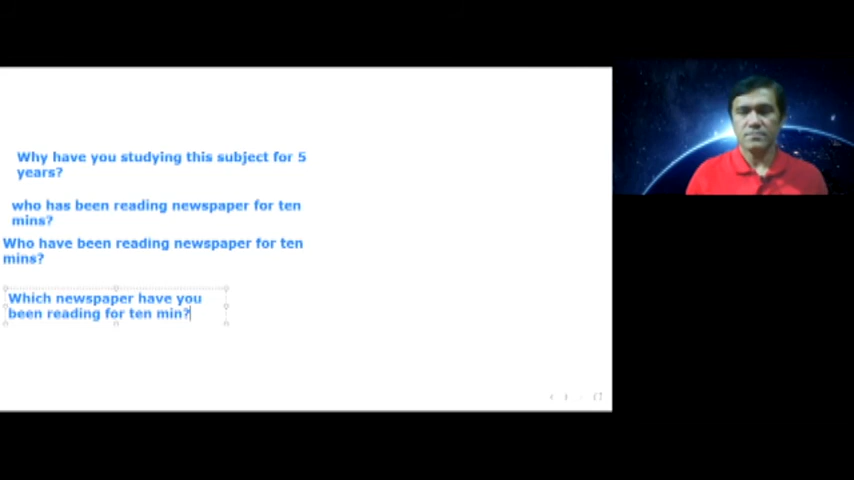 Why have you studying this subject for 5
years?
who has been reading newspaper for ten
mins?
Who have been reading newspaper for ten
mins?
Which newspaper have you
been reading for ten min?